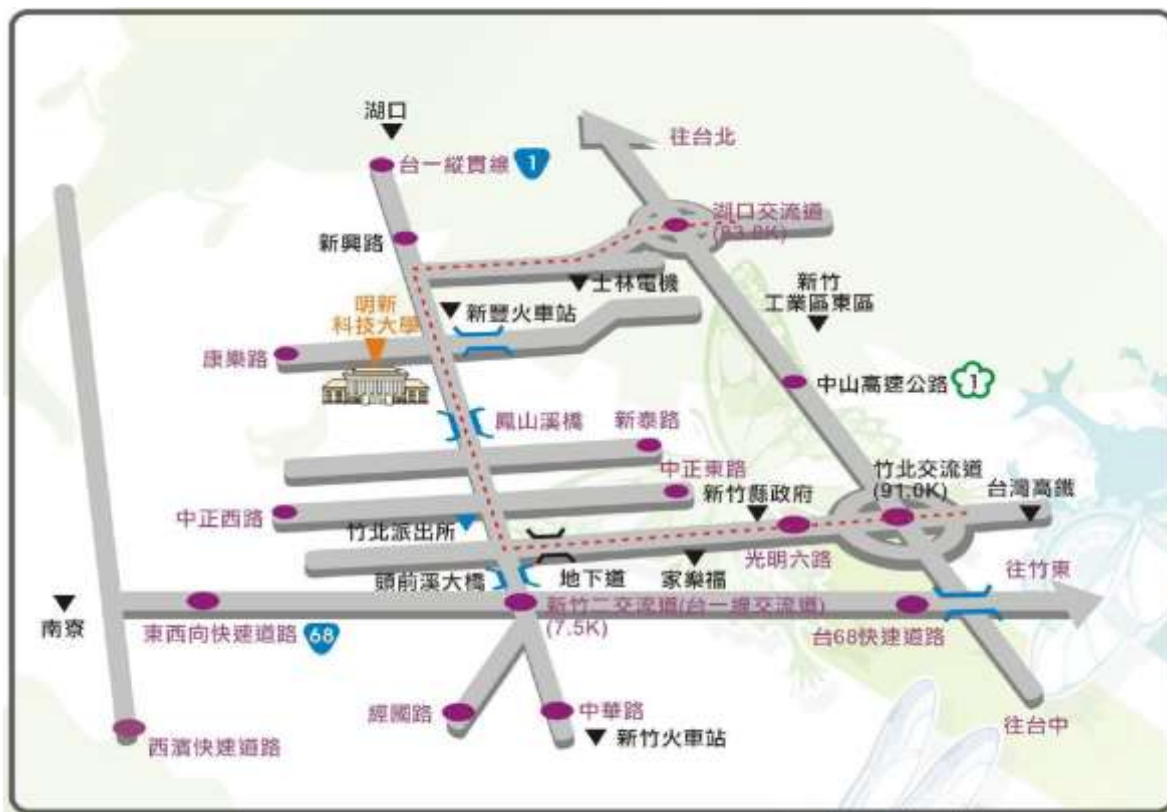 湖口
台一縱貫線 1
往台北
湖口交流道
(83.8K)
新興路
士林電機
新竹
工業區東區
明新
科技大學
新豐火車站
康樂路
中山高速公路 1
鳳山溪橋
新泰路
中正東路
竹北交流道
(91.0K)
新竹縣政府
台灣高鐵
中正西路
竹北派出所
光明六路
頭前溪大橋
地下道
家樂福
往竹東
南寮
東西向快速道路 68
新竹二交流道(台一線交流道)
(7.5K)
台68快速道路
經國路
中華路
往台中
西濱快速道路
新竹火車站